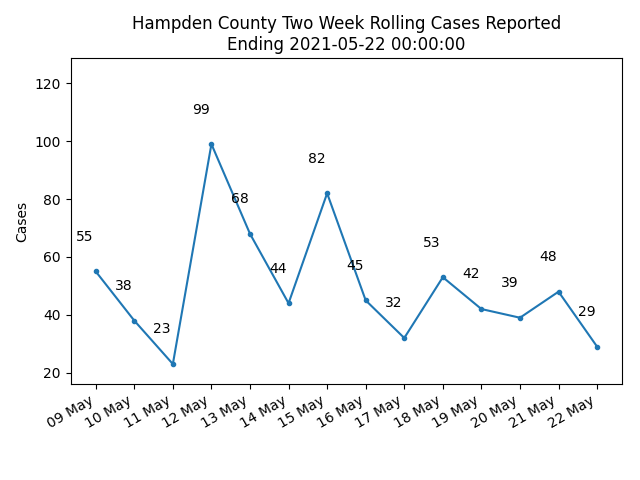 Hampden County Two Week Rolling Cases Reported
Ending 2021-05-22 00:00:00
Cases
120
100
80
60
40
20
55
38
23
99
68
44
82
45
32
53
42
39
48
29
09 May
10 May
11 May
12 May
13 May
14 May
15 May
16 May
17 May
18 May
19 May
20 May
21 May
22 May